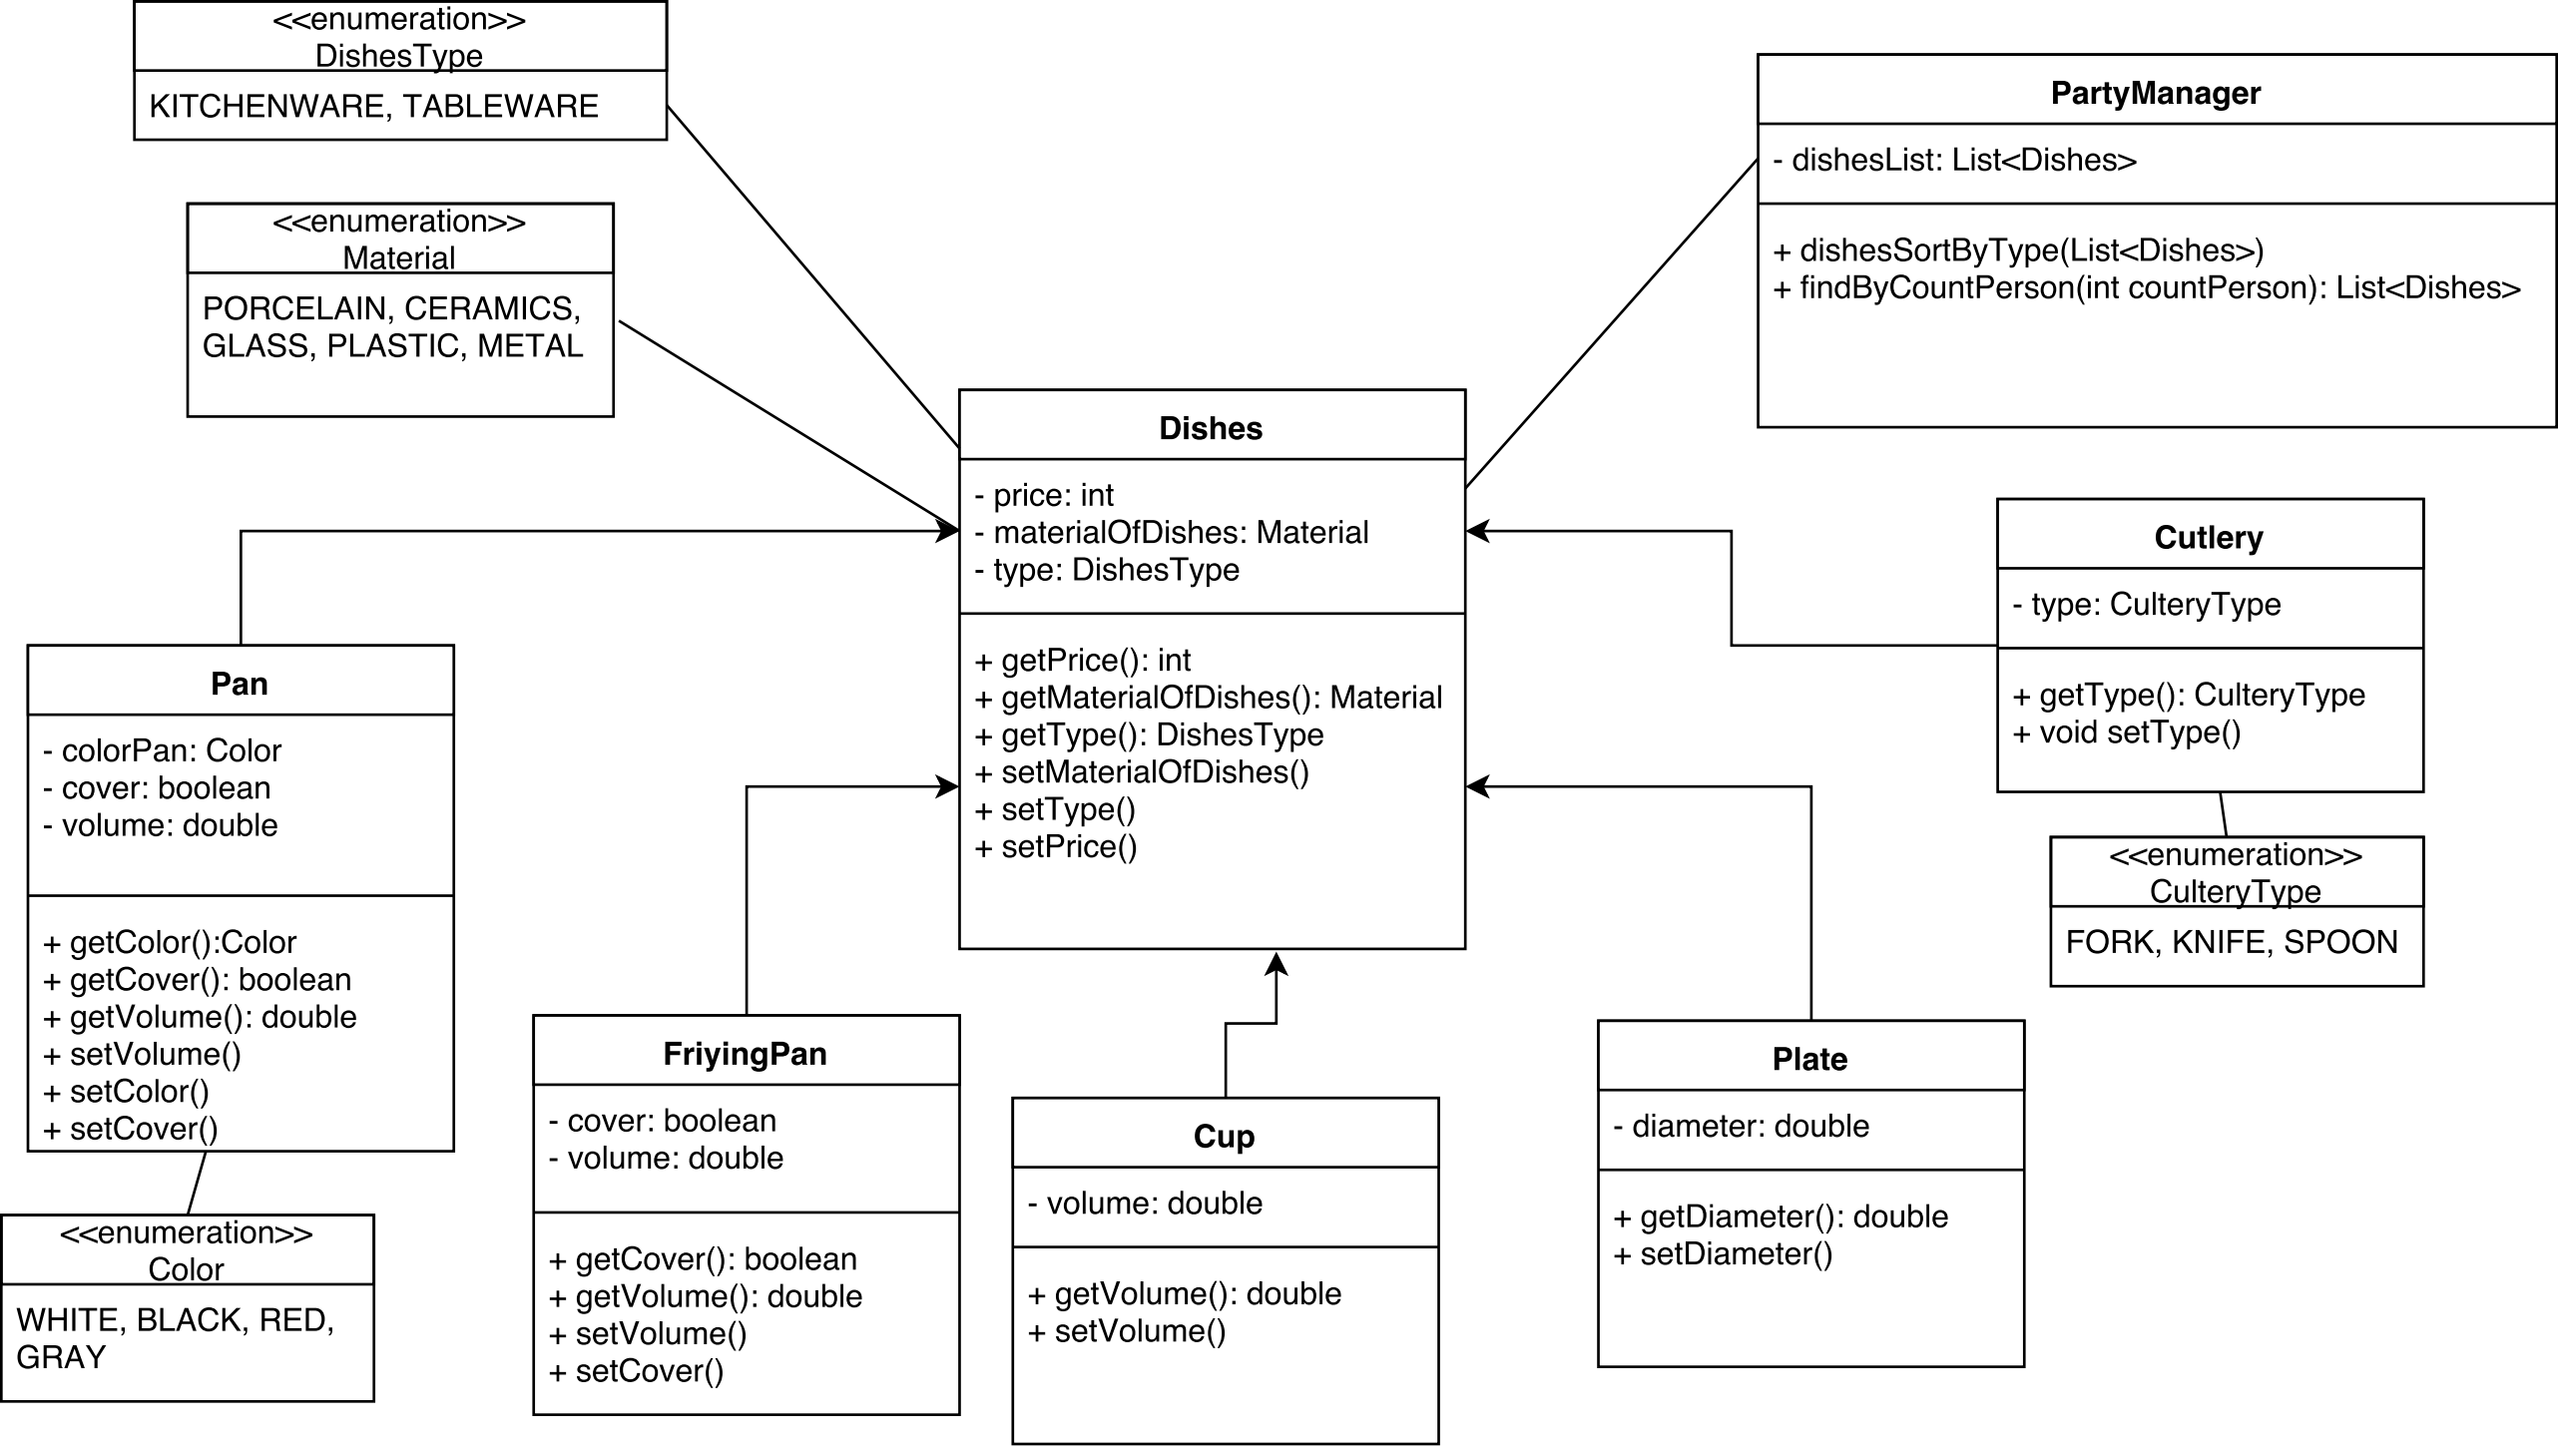 <<enumeration>>
DishesType
KITCHENWARE, TABLEWARE
<<enumeration>>
Material
PORCELAIN, CERAMICS,
GLASS, PLASTIC, METAL
PartyManager
- dishesList: List<Dishes>
+ dishesSortByType(List<Dishes>)
+ findByCountPerson(int countPerson): List<Dishes>
Dishes
- price: int
- materialOfDishes: Material
- type: DishesType
+ getPrice(): int
+ getMaterialOfDishes(): Material
+ getType(): DishesType
+ setMaterialOfDishes()
+ setType()
+ setPrice()
Cutlery
- type: CulteryType
+ getType(): CulteryType
+ void setType()
<<enumeration>>
CulteryType
FORK, KNIFE, SPOON
Pan
- colorPan: Color
- cover: boolean
- volume: double
+ getColor():Color
+ getCover(): boolean
+ getVolume(): double
+ setVolume()
+ setColor()
+ setCover()
<<enumeration>>
Color
WHITE, BLACK, RED,
GRAY
FriyingPan
- cover: boolean
- volume: double
+ getCover(): boolean
+ getVolume(): double
+ setVolume()
+ setCover()
Cup
- volume: double
+ getVolume(): double
+ setVolume()
Plate
- diameter: double
+ getDiameter(): double
+ setDiameter()